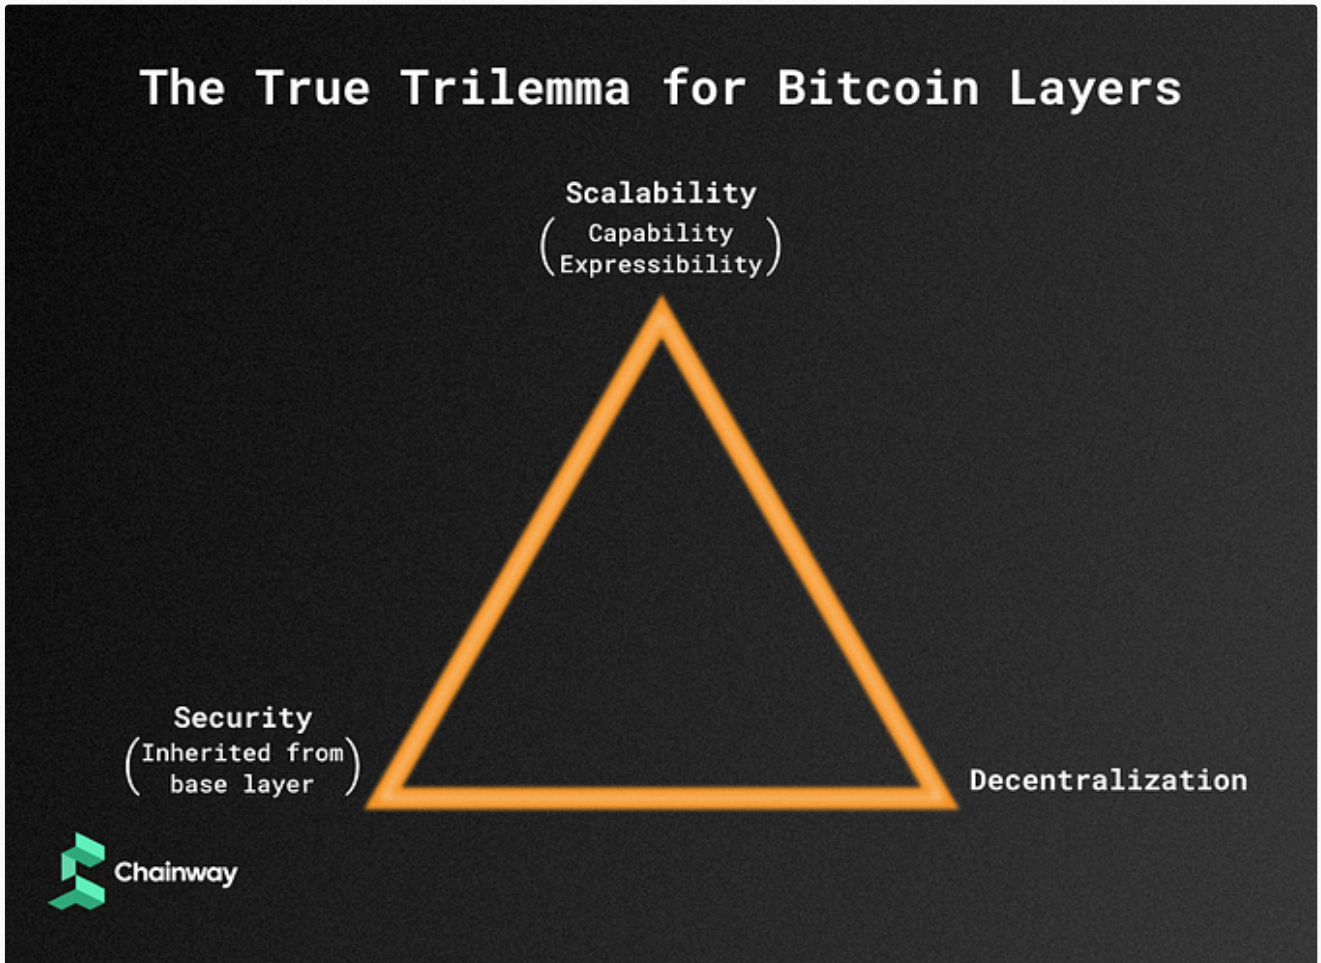 The True Trilemma for Bitcoin Layers
Scalability
(Capability
Expressibility)
Security
(Inherited from
base layer)
Decentralization
Chainway